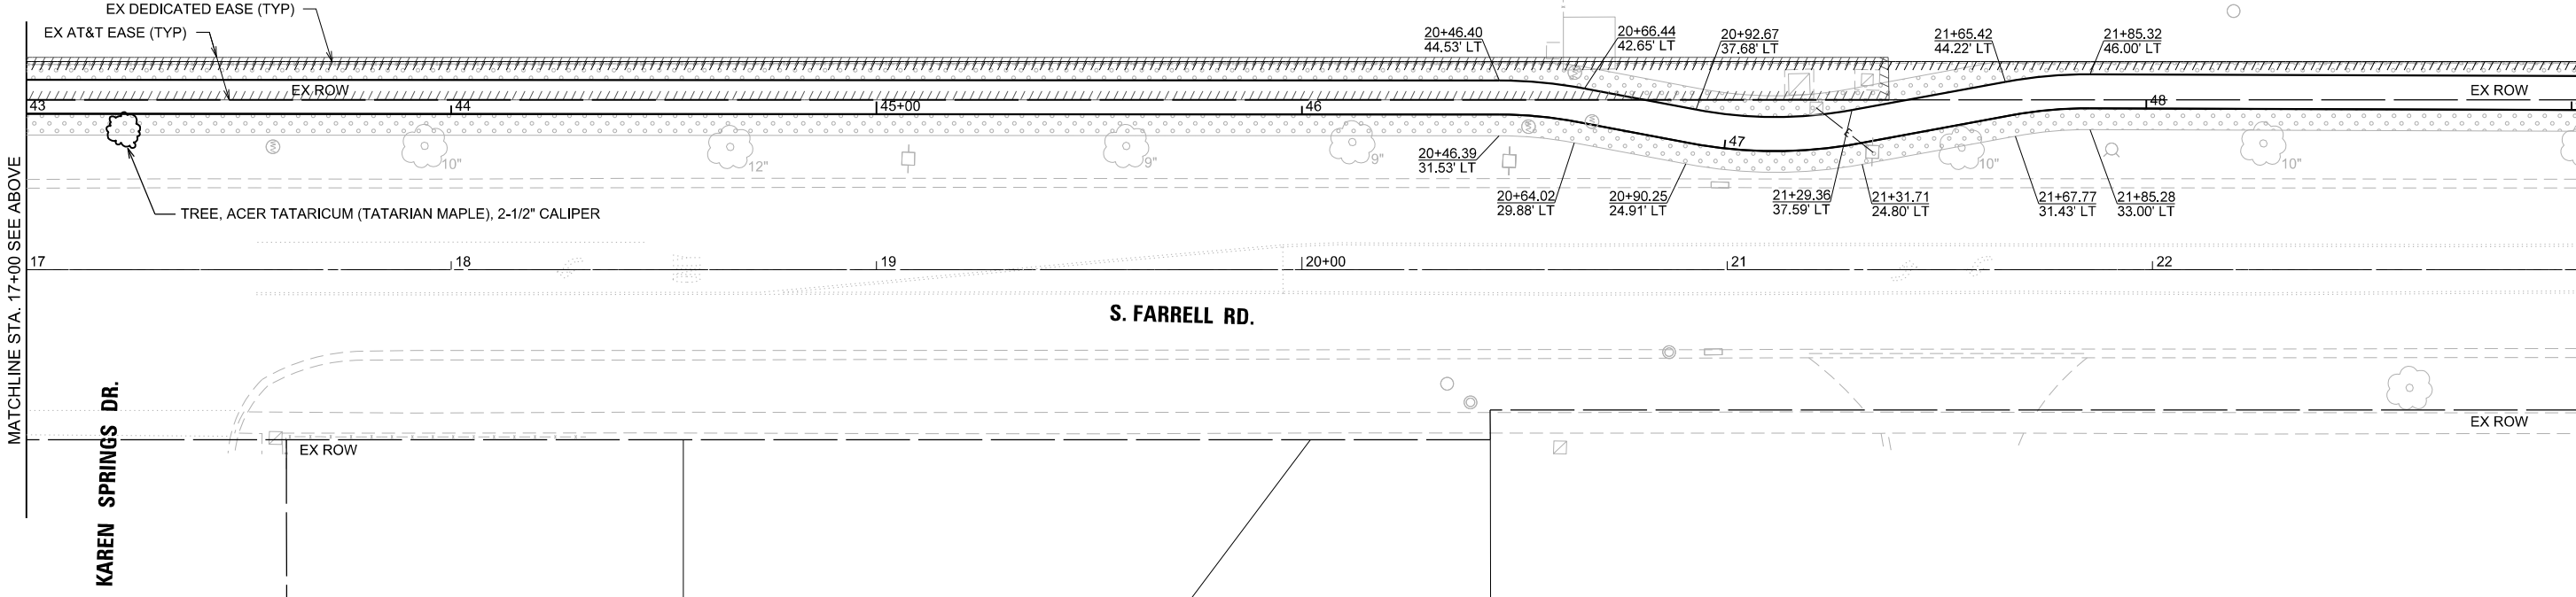 EX DEDICATED EASE (TYP)
EX AT&T EASE (TYP)
20+46.40
44.53' LT
20+66.44
42.65' LT
20+92.67
37.68' LT
21+65.42
44.22' LT
21+85.32
46.00' LT
EX ROW
EX ROW
43
44
45+00
46
47
48
10"
12"
9"
9"
10"
10"
20+46.39
31.53' LT
20+64.02
29.88' LT
20+90.25
24.91' LT
21+29.36
37.59' LT
21+31.71
24.80' LT
21+67.77
31.43' LT
21+85.28
33.00' LT
TREE, ACER TATARICUM (TATARIAN MAPLE), 2-1/2" CALIPER
MATCHLINE STA. 17+00 SEE ABOVE
17
18
19
20+00
21
22
S. FARRELL RD.
KAREN SPRINGS DR.
EX ROW
EX ROW